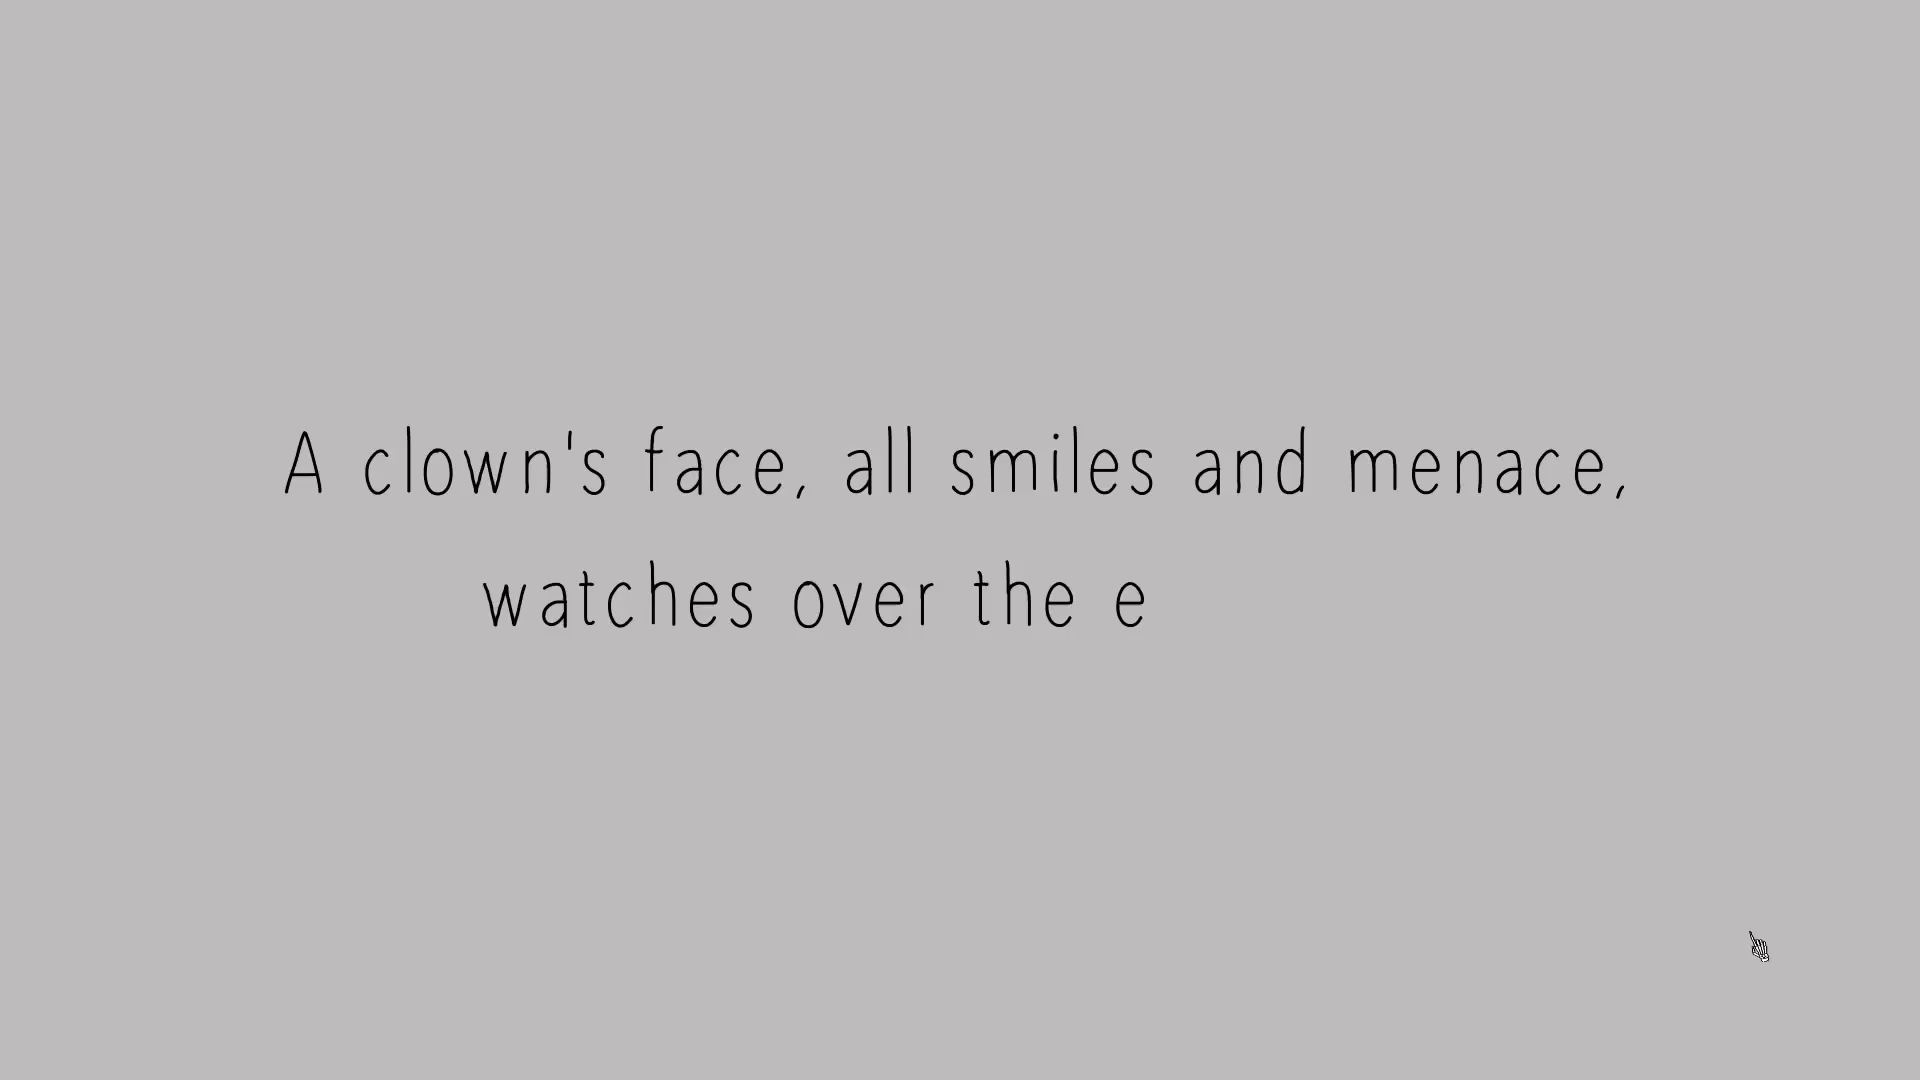 A clown's face, all smiles and menace,
watches over the e